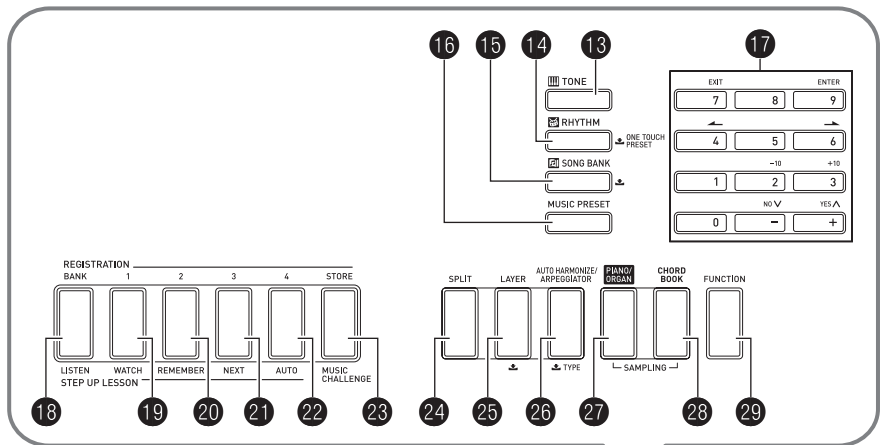 16 15 14 13 17
TONE
RHYTHM
ONE TOUCH
PRESET
SONG BANK
MUSIC PRESET
EXIT ENTER
7 8 9
4 5 6
-10 +10
1 2 3
NO YES
0 - +
REGISTRATION
BANK 1 2 3 4 STORE
LISTEN WATCH REMEMBER NEXT AUTO MUSIC
CHALLENGE
STEP UP LESSON
SPLIT LAYER AUTO HARMONIZE/
ARPEGGIATOR PIANO/
ORGAN CHORD
BOOK FUNCTION
TYPE SAMPLING
18 19 20 21 22 23 24 25 26 27 28 29